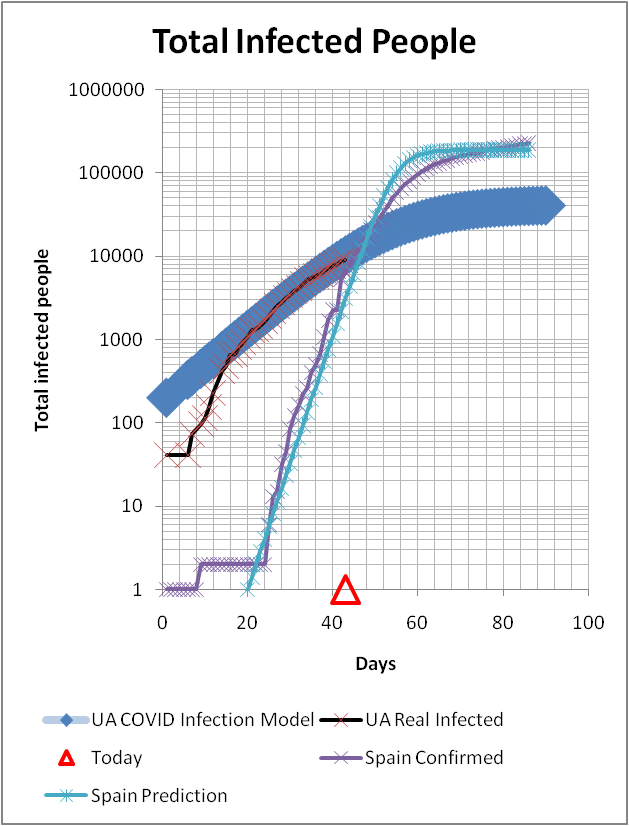 Total Infected People
1000000
100000
10000
1000
100
10
1
0 20 40 60 80 100
Total infected people
Days
UA COVID Infection Model UA Real Infected
Today Spain Confirmed
Spain Prediction